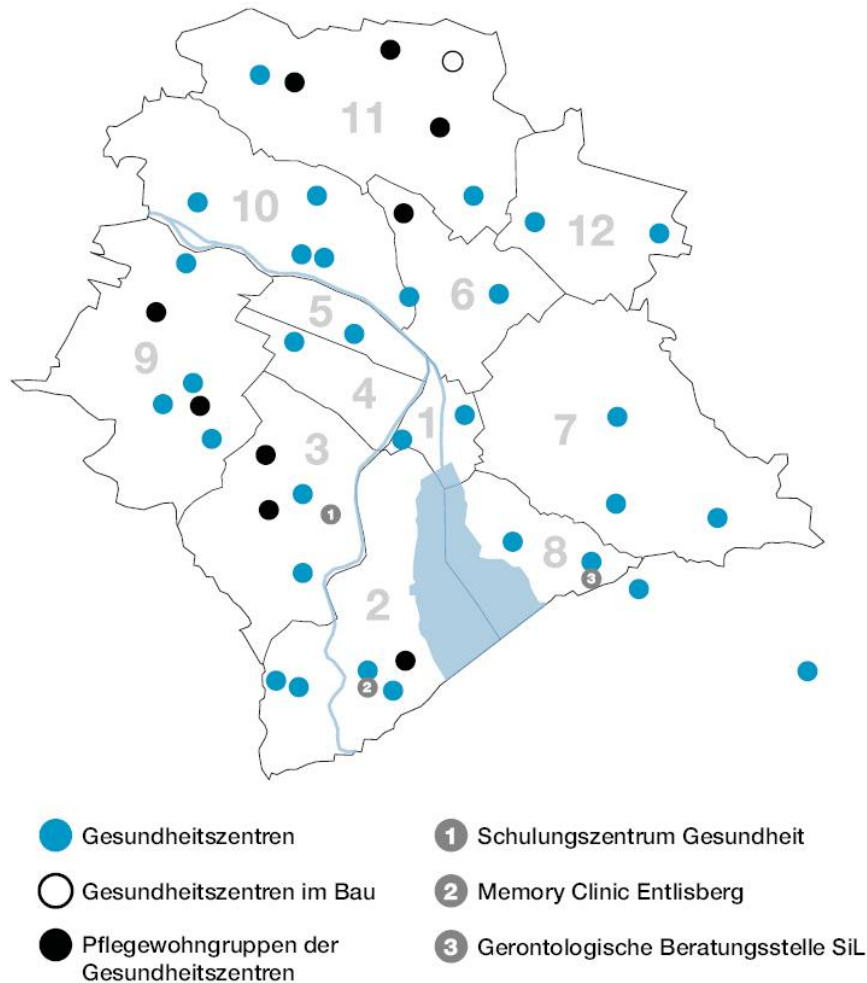 11
10
12
6
5
9
4
1
7
3
1
8
3
2
2
Gesundheitszentren
Gesundheitszentren im Bau
Pflegewohngruppen der
Gesundheitszentren
1 Schulungszentrum Gesundheit
2 Memory Clinic Entlisberg
3 Gerontologische Beratungsstelle SiL